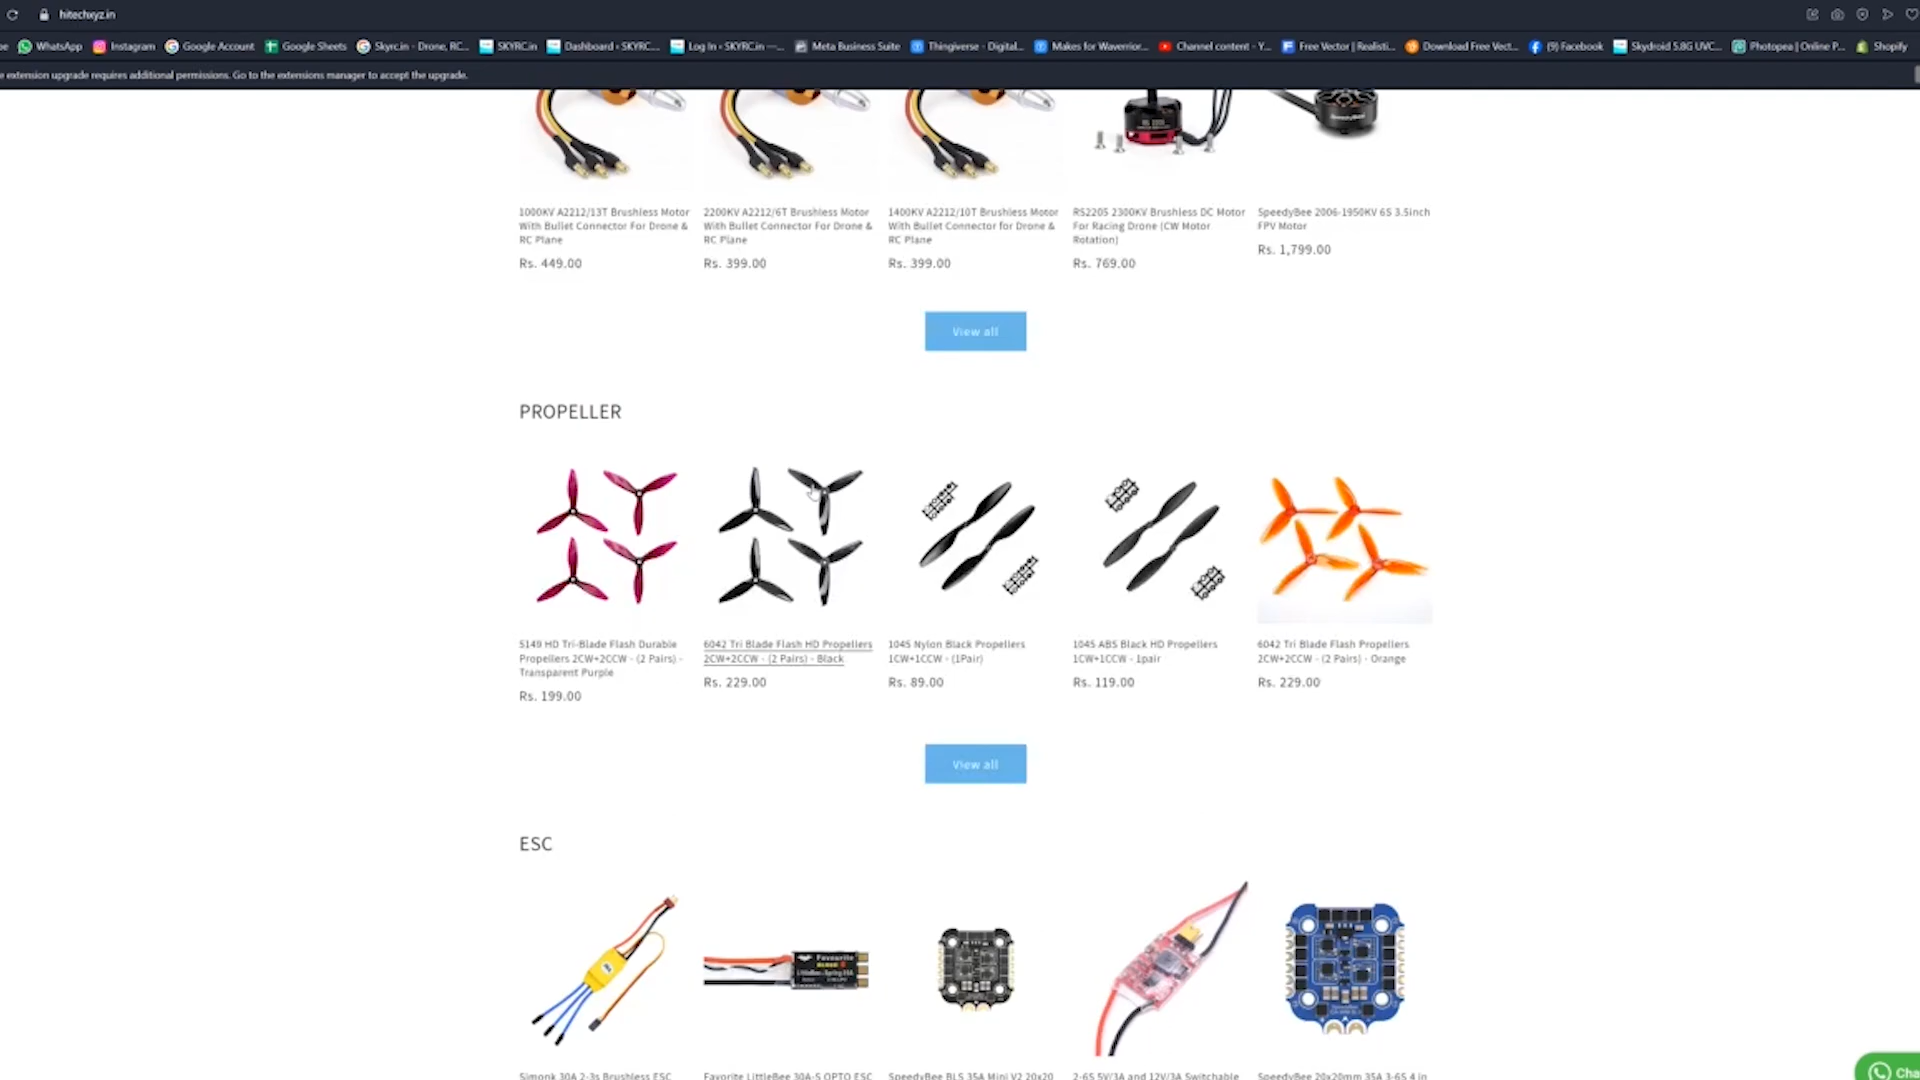 hitechxyz.in
WhatsApp Instagram Google Account Google Sheets Skyrc.in - Drone, RC... SKYRC.in Dashboard ‹ SKYRC... Log In ‹ SKYRC.in —... Meta Business Suite Thingiverse - Digital... Makes for Waverrior... Channel content - Y... Free Vector | Realisti... Download Free Vect... (9) Facebook Skydroid 5.8G UVC... Photopea | Online P... Shopify
extension upgrade requires additional permissions. Go to the extensions manager to accept the upgrade.
1000KV A2212/13T Brushless Motor
With Bullet Connector For Drone &
RC Plane
Rs. 449.00
2200KV A2212/6T Brushless Motor
With Bullet Connector For Drone &
RC Plane
Rs. 399.00
1400KV A2212/10T Brushless Motor
With Bullet Connector for Drone &
RC Plane
Rs. 399.00
RS2205 2300KV Brushless DC Motor
For Racing Drone (CW Motor
Rotation)
Rs. 769.00
SpeedyBee 2006-1950KV 6S 3.5inch
FPV Motor
Rs. 1,799.00
View all
PROPELLER
5149 HD Tri-Blade Flash Durable
Propellers 2CW+2CCW - (2 Pairs) -
Transparent Purple
Rs. 199.00
6042 Tri Blade Flash HD Propellers
2CW+2CCW - (2 Pairs) - Black
Rs. 229.00
1045 Nylon Black Propellers
1CW+1CCW - (1Pair)
Rs. 89.00
1045 ABS Black HD Propellers
1CW+1CCW - 1pair
Rs. 119.00
6042 Tri Blade Flash Propellers
2CW+2CCW - (2 Pairs) - Orange
Rs. 229.00
View all
ESC
Simonk 30A 2-3s Brushless ESC
Favorite LittleBee 30A-S OPTO ESC
SpeedyBee BLS 35A Mini V2 20x20
2-6S 5V/3A and 12V/3A Switchable
SpeedyBee 20x20mm 35A 3-6S 4 in